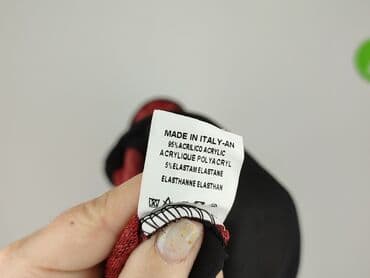 MADE IN ITALY-AN
95%ACRILICO ACRYLIC
ACRYLIQUE POLYACRYL
5%ELASTAM ELASTANE
ELASTHANNE ELASTHAN